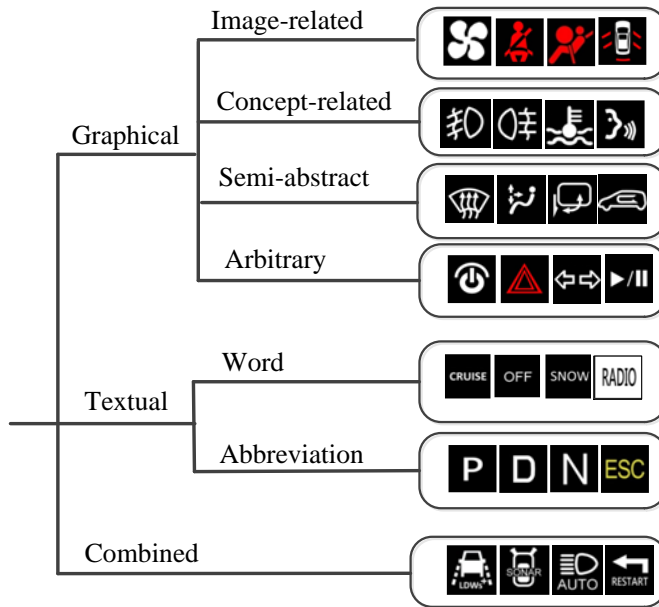 Image-related
Concept-related
Graphical
Semi-abstract
Arbitrary
Word
CRUISE OFF SNOW RADIO
Textual
Abbreviation
P D N ESC
Combined
LDWs+ SONAR AUTO RESTART